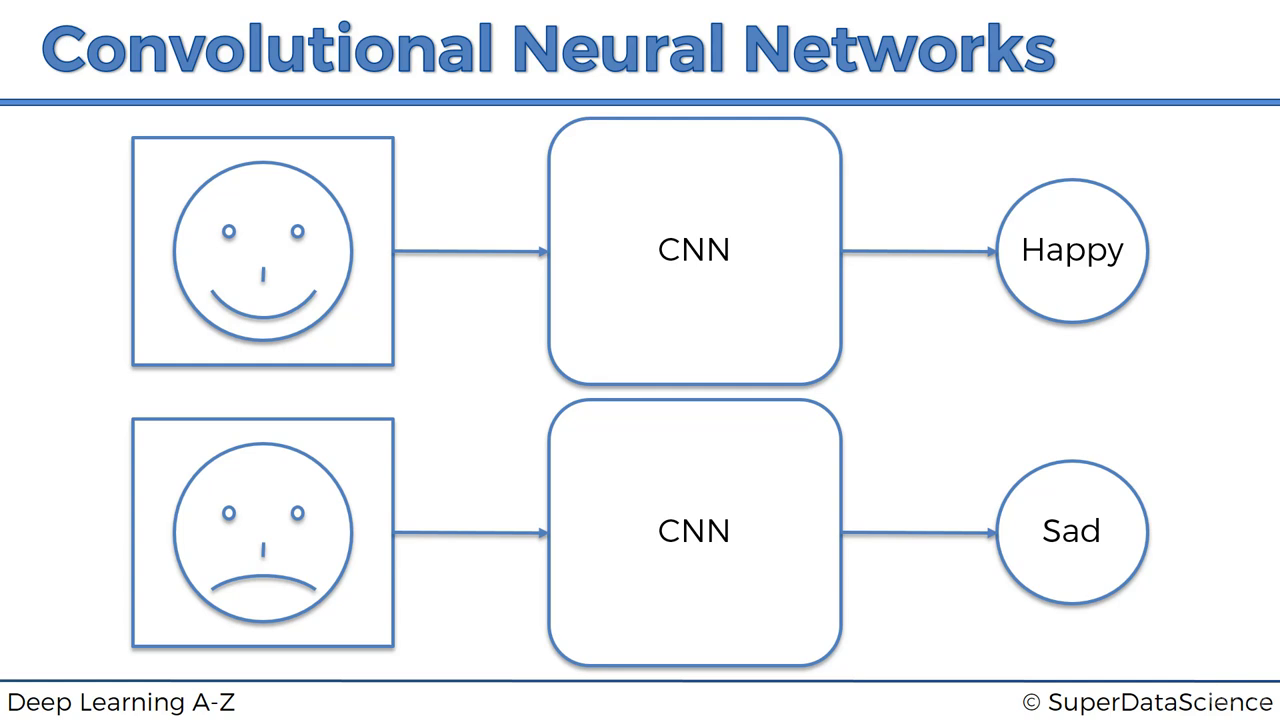 Convolutional Neural Networks
CNN
Happy
CNN
Sad
Deep Learning A-Z
© SuperDataScience